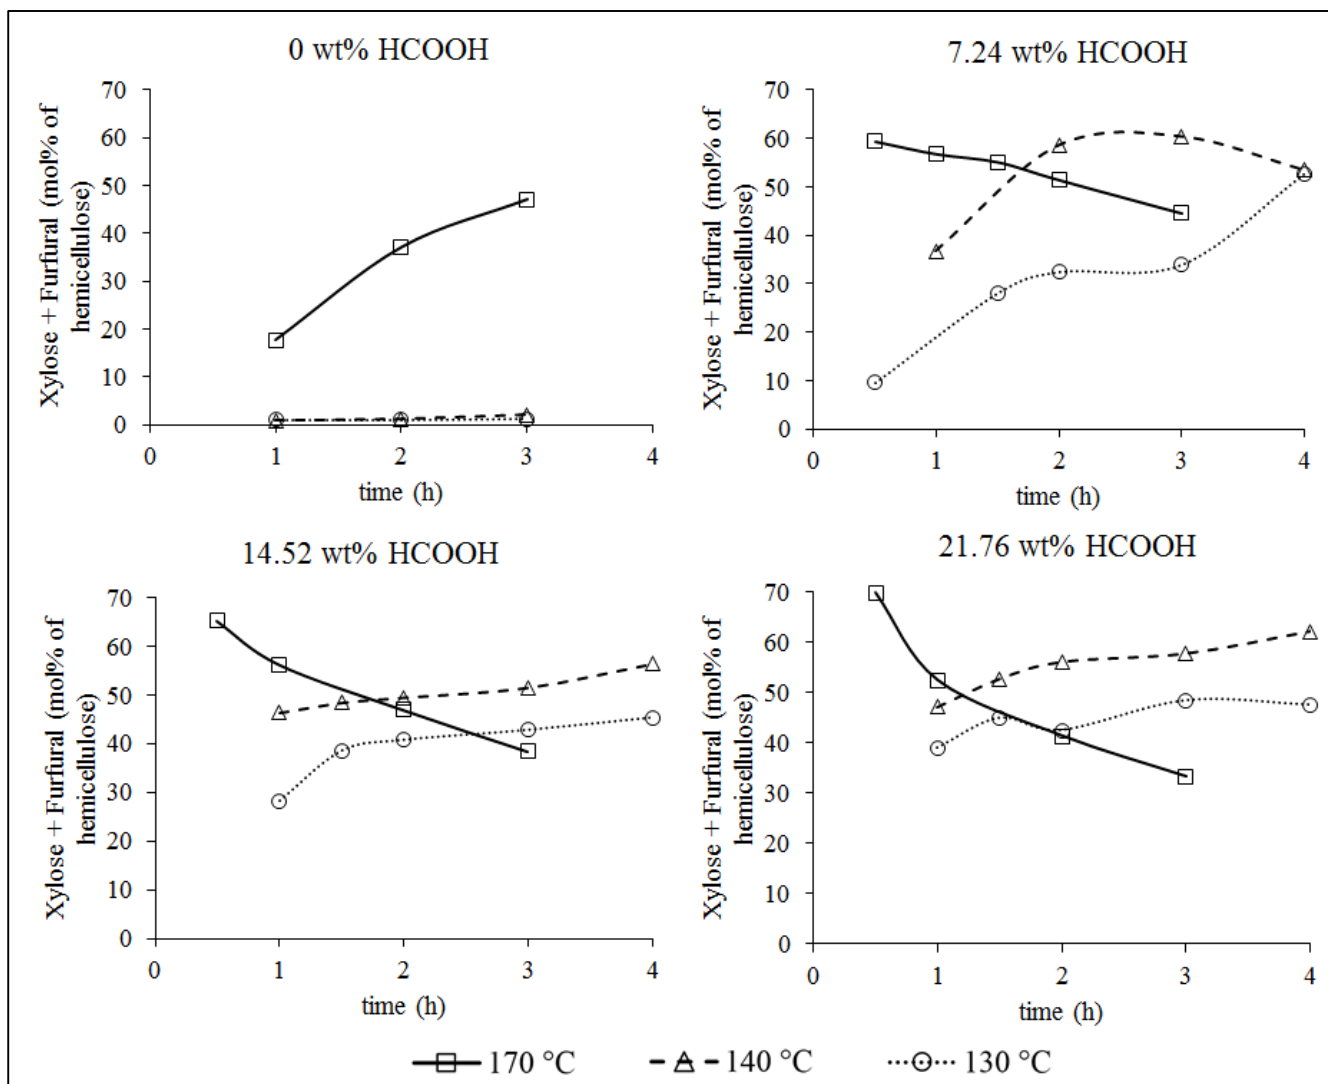 0 wt% HCOOH
Xylose + Furfural (mol% of
hemicellulose)
70
60
50
40
30
20
10
0
0 1 2 3 4
time (h)
7.24 wt% HCOOH
Xylose + Furfural (mol% of
hemicellulose)
70
60
50
40
30
20
10
0
0 1 2 3 4
time (h)
14.52 wt% HCOOH
Xylose + Furfural (mol% of
hemicellulose)
70
60
50
40
30
20
10
0
0 1 2 3 4
time (h)
21.76 wt% HCOOH
Xylose + Furfural (mol% of
hemicellulose)
70
60
50
40
30
20
10
0
0 1 2 3 4
time (h)
170 °C 140 °C 130 °C